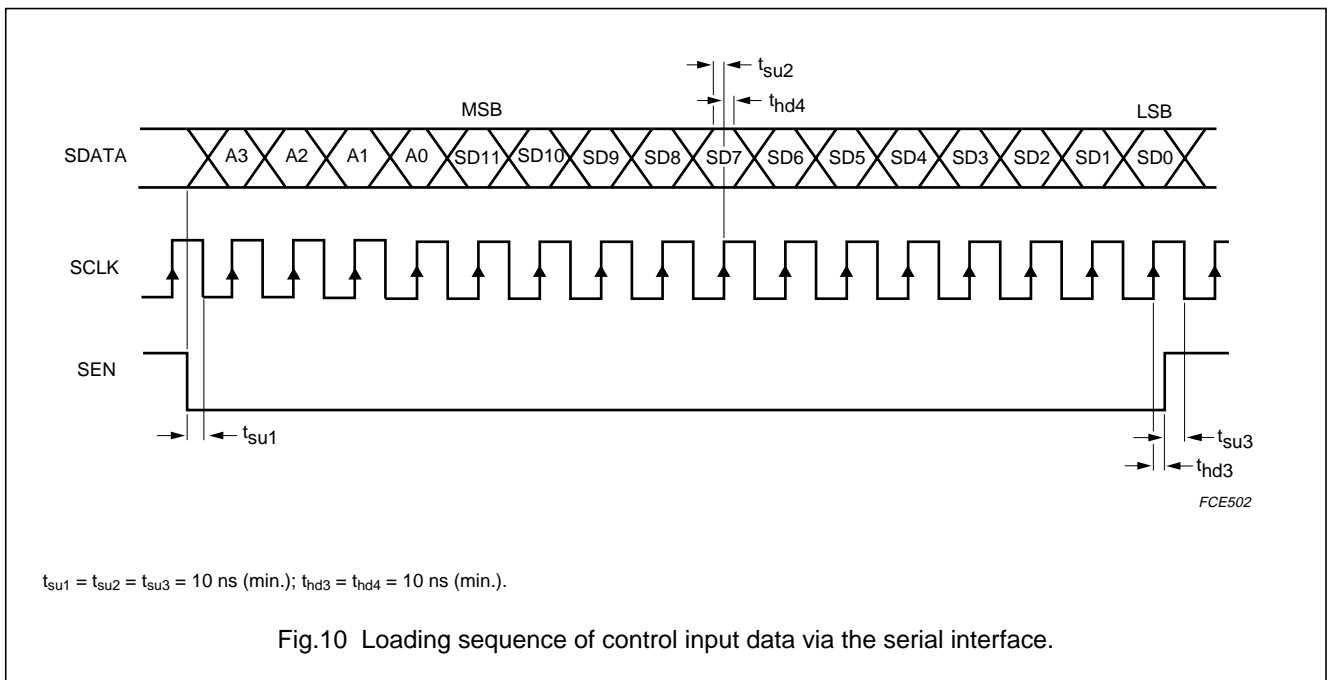 tsu2
thd4
MSB
LSB
SDATA A3 A2 A1 A0 SD11 SD10 SD9 SD8 SD7 SD6 SD5 SD4 SD3 SD2 SD1 SD0
SCLK
SEN
tsu1
tsu3
thd3
FCE502
tsu1 = tsu2 = tsu3 = 10 ns (min.); thd3 = thd4 = 10 ns (min.).
Fig.10 Loading sequence of control input data via the serial interface.